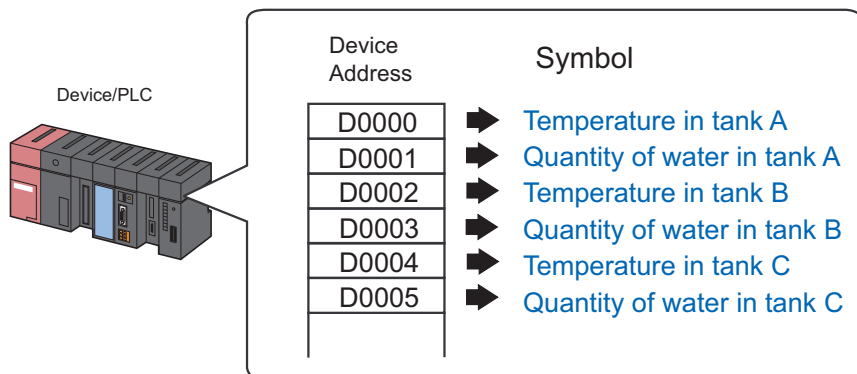 Device/PLC
Device
Address
Symbol
D0000 Temperature in tank A
D0001 Quantity of water in tank A
D0002 Temperature in tank B
D0003 Quantity of water in tank B
D0004 Temperature in tank C
D0005 Quantity of water in tank C